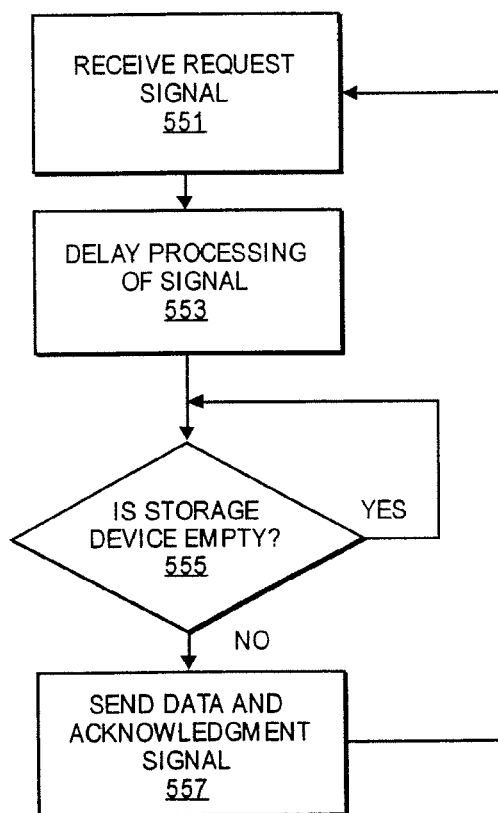 RECEIVE REQUEST
SIGNAL
551
DELAY PROCESSING
OF SIGNAL
553
IS STORAGE
DEVICE EMPTY?
555
YES
NO
SEND DATA AND
ACKNOWLEDGMENT
SIGNAL
557